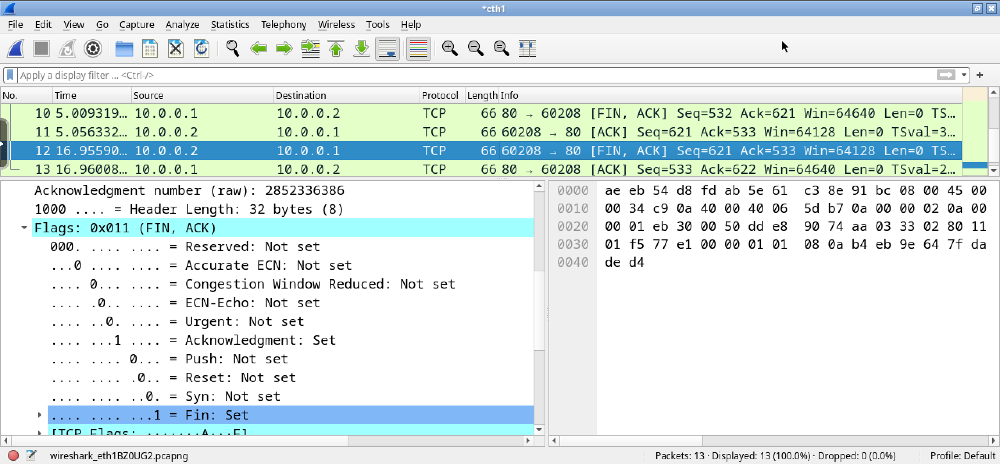 *eth1
File Edit View Go Capture Analyze Statistics Telephony Wireless Tools Help
Apply a display filter ... <Ctrl-/>
No. Time Source Destination Protocol Length Info
10 5.009319… 10.0.0.1 10.0.0.2 TCP 66 80 → 60208 [FIN, ACK] Seq=532 Ack=621 Win=64640 Len=0 TS…
11 5.056332… 10.0.0.2 10.0.0.1 TCP 66 60208 → 80 [ACK] Seq=621 Ack=533 Win=64128 Len=0 TSval=3…
12 16.95590… 10.0.0.2 10.0.0.1 TCP 66 60208 → 80 [FIN, ACK] Seq=621 Ack=533 Win=64128 Len=0 TS…
13 16.96008… 10.0.0.1 10.0.0.2 TCP 66 80 → 60208 [ACK] Seq=533 Ack=622 Win=64640 Len=0 TSval=2…
Acknowledgment number (raw): 2852336386
1000 .... = Header Length: 32 bytes (8)
Flags: 0x011 (FIN, ACK)
000. .... .... = Reserved: Not set
...0 .... .... = Accurate ECN: Not set
.... 0... .... = Congestion Window Reduced: Not set
.... .0.. .... = ECN-Echo: Not set
.... ..0. .... = Urgent: Not set
.... ...1 .... = Acknowledgment: Set
.... .... 0... = Push: Not set
.... .... .0.. = Reset: Not set
.... .... ..0. = Syn: Not set
.... .... ...1 = Fin: Set
[TCP Flags: ·······A···F]
0000 ae eb 54 d8 fd ab 5e 61 c3 8e 91 bc 08 00 45 00
0010 00 34 c9 0a 40 00 40 06 5d b7 0a 00 00 02 0a 00
0020 00 01 eb 30 00 50 dd e8 90 74 aa 03 33 02 80 11
0030 01 f5 77 e1 00 00 01 01 08 0a b4 eb 9e 64 7f da
0040 de d4
wireshark_eth1BZ0UG2.pcapng Packets: 13 · Displayed: 13 (100.0%) · Dropped: 0 (0.0%) Profile: Default